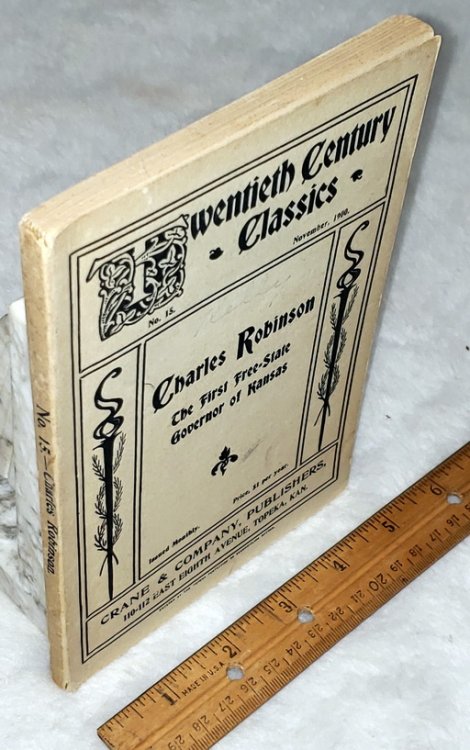 Twentieth Century
Classics
No. 15.
November, 1900.
Charles Robinson
The First Free-State
Governor of Kansas
Issued Monthly.
Price, $1 per year.
CRANE & COMPANY, PUBLISHERS,
110-112 EAST EIGHTH AVENUE, TOPEKA, KAN.
No. 15—Charles Robinson
1 2 3 4 5 6
MADE IN U.S.A.